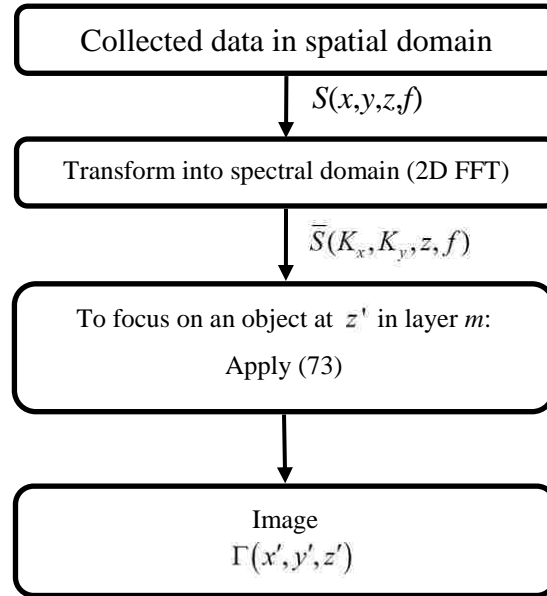 Collected data in spatial domain
S(x,y,z,f)
Transform into spectral domain (2D FFT)
S̅(Kₓ, Kᵧ, z, f)
To focus on an object at z' in layer m:
Apply (73)
Image
Γ(x′, y′, z′)